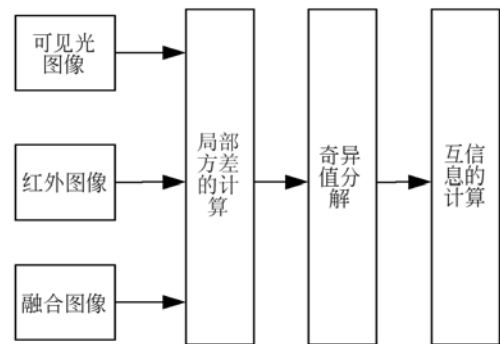 可见光
图像
红外图像
融合图像
局部
方差
的计
算
奇异
值分
解
互信
息的
计算